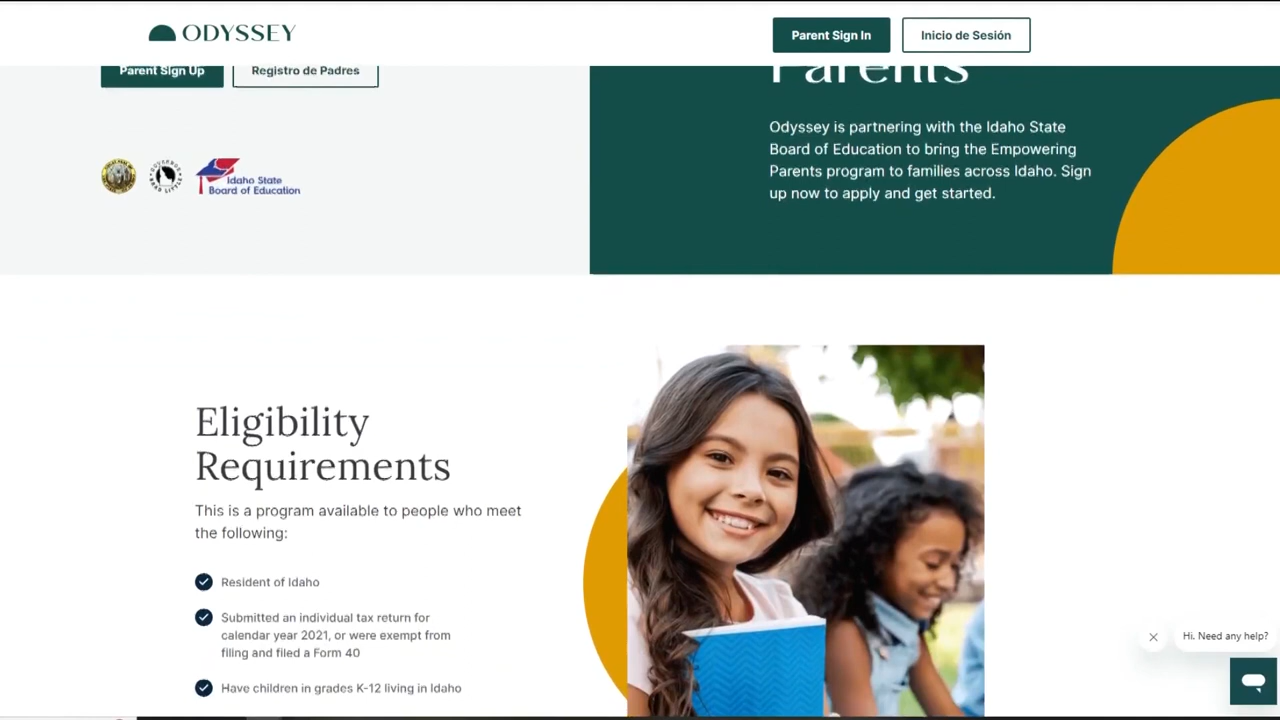 ODYSSEY
Parent Sign In
Inicio de Sesión
Parent Sign Up
Registro de Padres
Idaho State
Board of Education
Parents
Odyssey is partnering with the Idaho State
Board of Education to bring the Empowering
Parents program to families across Idaho. Sign
up now to apply and get started.
Eligibility
Requirements
This is a program available to people who meet
the following:
Resident of Idaho
Submitted an individual tax return for
calendar year 2021, or were exempt from
filing and filed a Form 40
Have children in grades K-12 living in Idaho
Hi. Need any help?